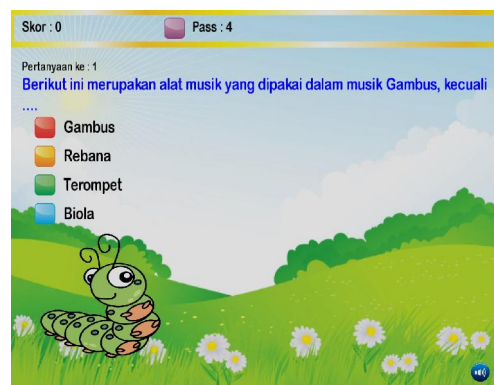 Skor : 0
Pass : 4
Pertanyaan ke : 1
Berikut ini merupakan alat musik yang dipakai dalam musik Gambus, kecuali
....
Gambus
Rebana
Terompet
Biola